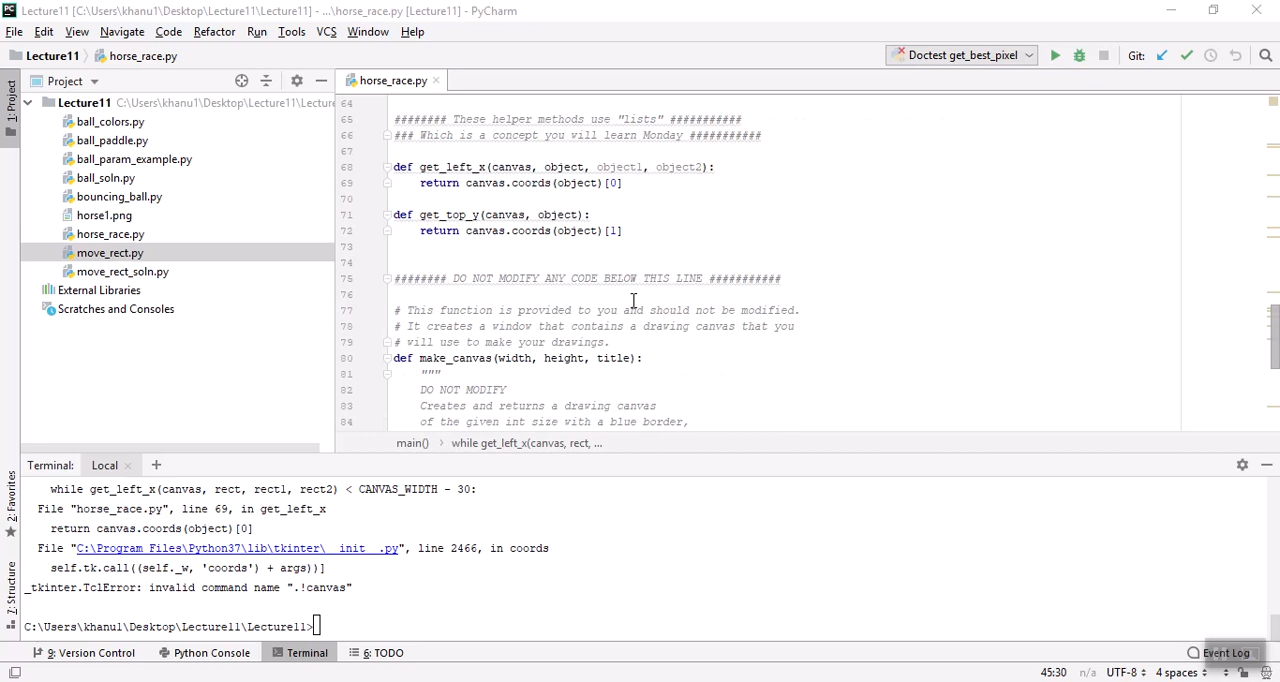 Lecture11 [C:\Users\khanu1\Desktop\Lecture11\Lecture11] - ...\horse_race.py [Lecture11] - PyCharm
File Edit View Navigate Code Refactor Run Tools VCS Window Help
Lecture11 horse_race.py Doctest get_best_pixel Git:
1: Project
Project horse_race.py
Lecture11 C:\Users\khanu1\Desktop\Lecture11\Lecture
ball_colors.py
ball_paddle.py
ball_param_example.py
ball_soln.py
bouncing_ball.py
horse1.png
horse_race.py
move_rect.py
move_rect_soln.py
External Libraries
Scratches and Consoles
64
65 ######## These helper methods use "lists" ###########
66 ### Which is a concept you will learn Monday ###########
67
68 def get_left_x(canvas, object, object1, object2):
69 return canvas.coords(object)[0]
70
71 def get_top_y(canvas, object):
72 return canvas.coords(object)[1]
73
74
75 ######## DO NOT MODIFY ANY CODE BELOW THIS LINE ###########
76
77 # This function is provided to you and should not be modified.
78 # It creates a window that contains a drawing canvas that you
79 # will use to make your drawings.
80 def make_canvas(width, height, title):
81 """
82 DO NOT MODIFY
83 Creates and returns a drawing canvas
84 of the given int size with a blue border,
main() › while get_left_x(canvas, rect, ...
Terminal: Local +
while get_left_x(canvas, rect, rect1, rect2) < CANVAS_WIDTH - 30:
File "horse_race.py", line 69, in get_left_x
return canvas.coords(object)[0]
File "C:\Program Files\Python37\lib\tkinter\__init__.py", line 2466, in coords
self.tk.call((self._w, 'coords') + args))]
_tkinter.TclError: invalid command name ".!canvas"
C:\Users\khanu1\Desktop\Lecture11\Lecture11>
2: Favorites
7: Structure
9: Version Control Python Console Terminal 6: TODO Event Log
45:30 n/a UTF-8 4 spaces